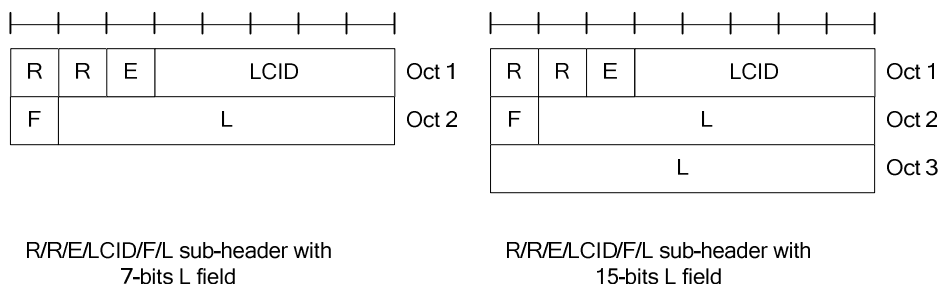 R R E LCID Oct 1
F L Oct 2
R/R/E/LCID/F/L sub-header with
7-bits L field
R R E LCID Oct 1
F L Oct 2
L Oct 3
R/R/E/LCID/F/L sub-header with
15-bits L field